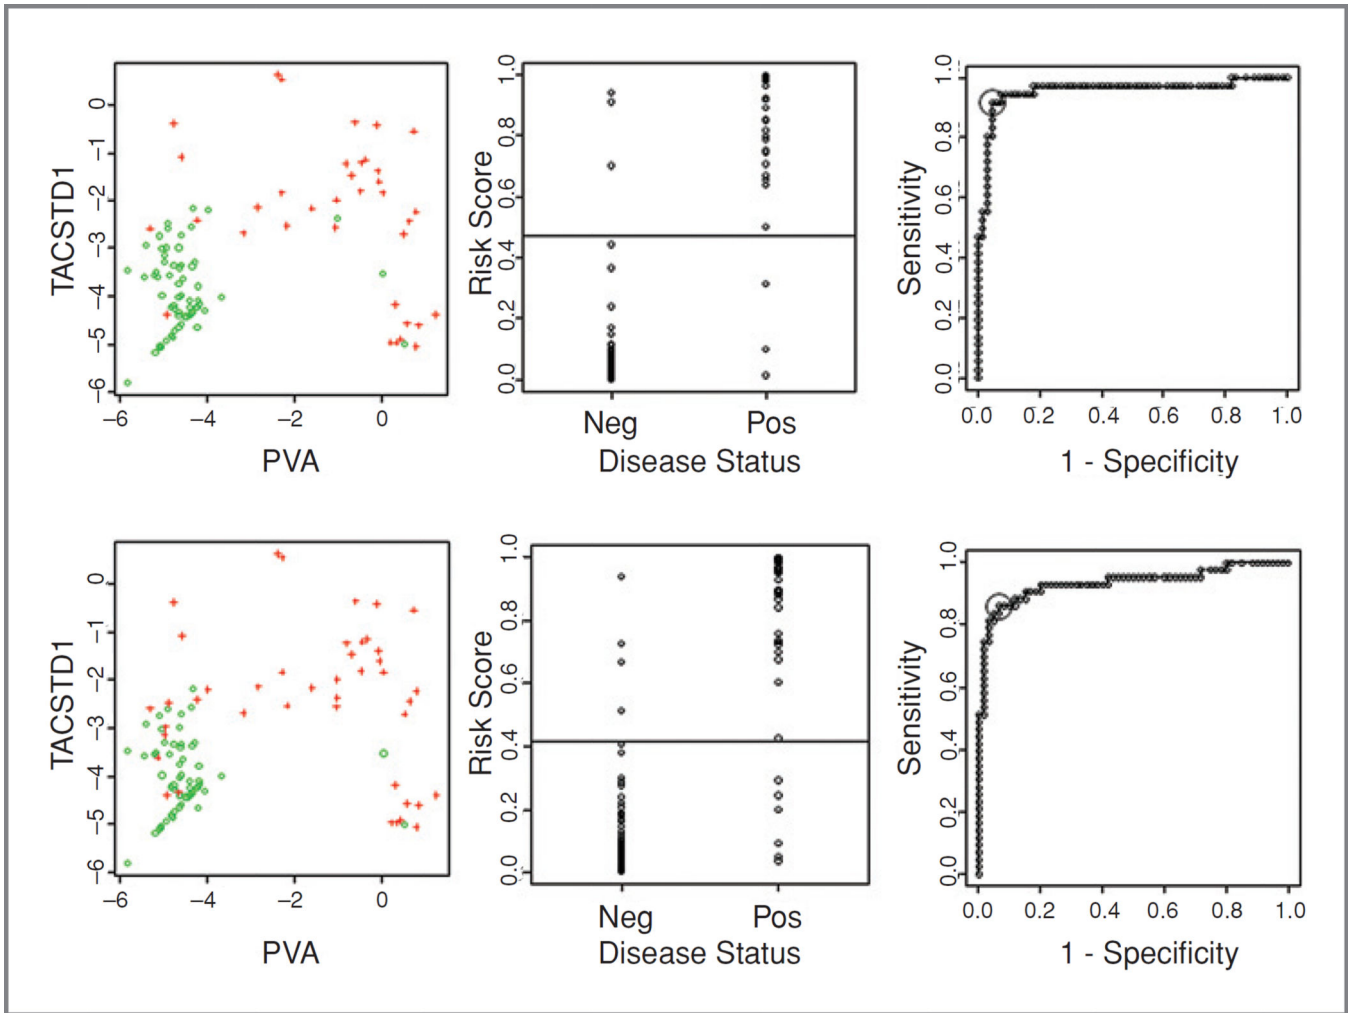 TACSTD1
0
−1
−2
−3
−4
−5
−6
−6 −4 −2 0
PVA
Risk Score
1.0
0.8
0.6
0.4
0.2
0.0
Neg Pos
Disease Status
Sensitivity
1.0
0.8
0.6
0.4
0.2
0.0
0.0 0.2 0.4 0.6 0.8 1.0
1 - Specificity
TACSTD1
0
−1
−2
−3
−4
−5
−6
−6 −4 −2 0
PVA
Risk Score
1.0
0.8
0.6
0.4
0.2
0.0
Neg Pos
Disease Status
Sensitivity
1.0
0.8
0.6
0.4
0.2
0.0
0.0 0.2 0.4 0.6 0.8 1.0
1 - Specificity